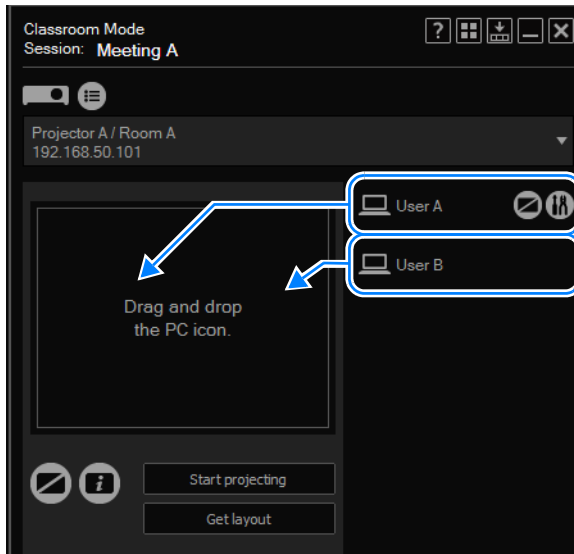 Classroom Mode
Session: Meeting A
?
Projector A / Room A
192.168.50.101
User A
User B
Drag and drop
the PC icon.
i
Start projecting
Get layout